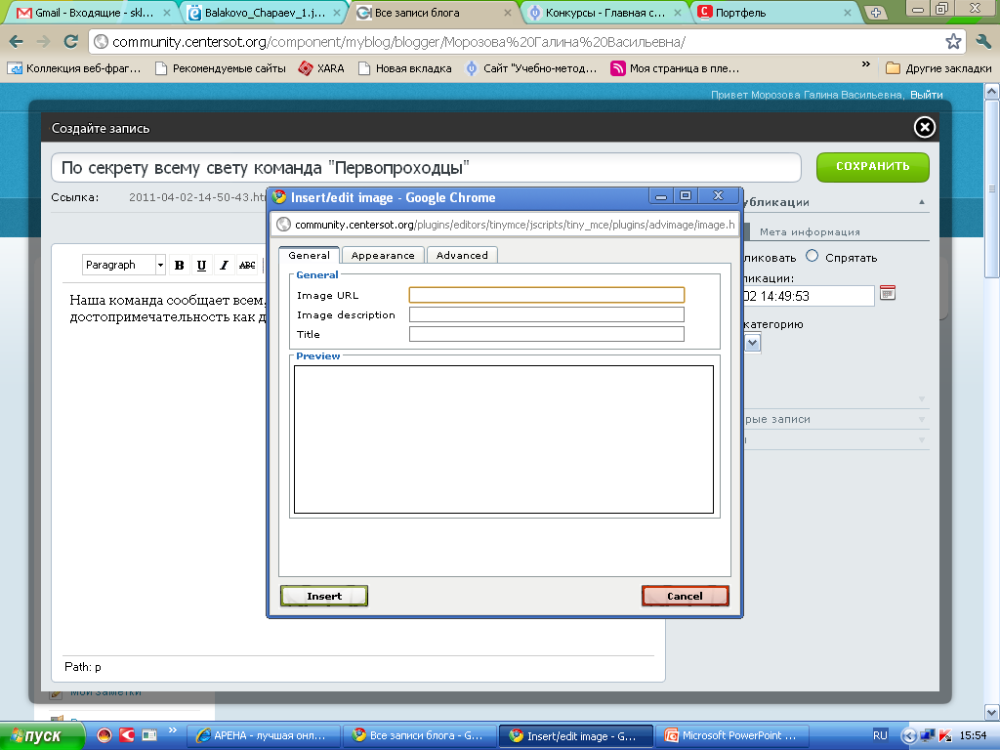 Gmail - Входящие - skl...
Balakovo_Chapaev_1.j...
Все записи блога
Конкурсы - Главная с...
Портфель
community.centersot.org/component/myblog/blogger/Морозова%20Галина%20Васильевна/
Коллекция веб-фраг...
Рекомендуемые сайты
XARA
Новая вкладка
Сайт "Учебно-метод...
Моя страница в пле...
»
Другие закладки
Привет Морозова Галина Васильевна, Выйти
Создайте запись
По секрету всему свету команда "Первопроходцы"
СОХРАНИТЬ
Ссылка: 2011-04-02-14-50-43.htm
Paragraph B U I ABC
Наша команда сообщает всем,
достопримечательность как д
Insert/edit image - Google Chrome
community.centersot.org/plugins/editors/tinymce/jscripts/tiny_mce/plugins/advimage/image.h
General Appearance Advanced
General
Image URL
Image description
Title
Preview
Insert
Cancel
убликации
Мета информация
ликовать Спрятать
ликации:
02 14:49:53
категорию
рые записи
Path: p
Мои заметки
пуск
»
АРЕНА - лучшая онл...
Все записи блога - G...
Insert/edit image - G...
Microsoft PowerPoint ...
RU
15:54